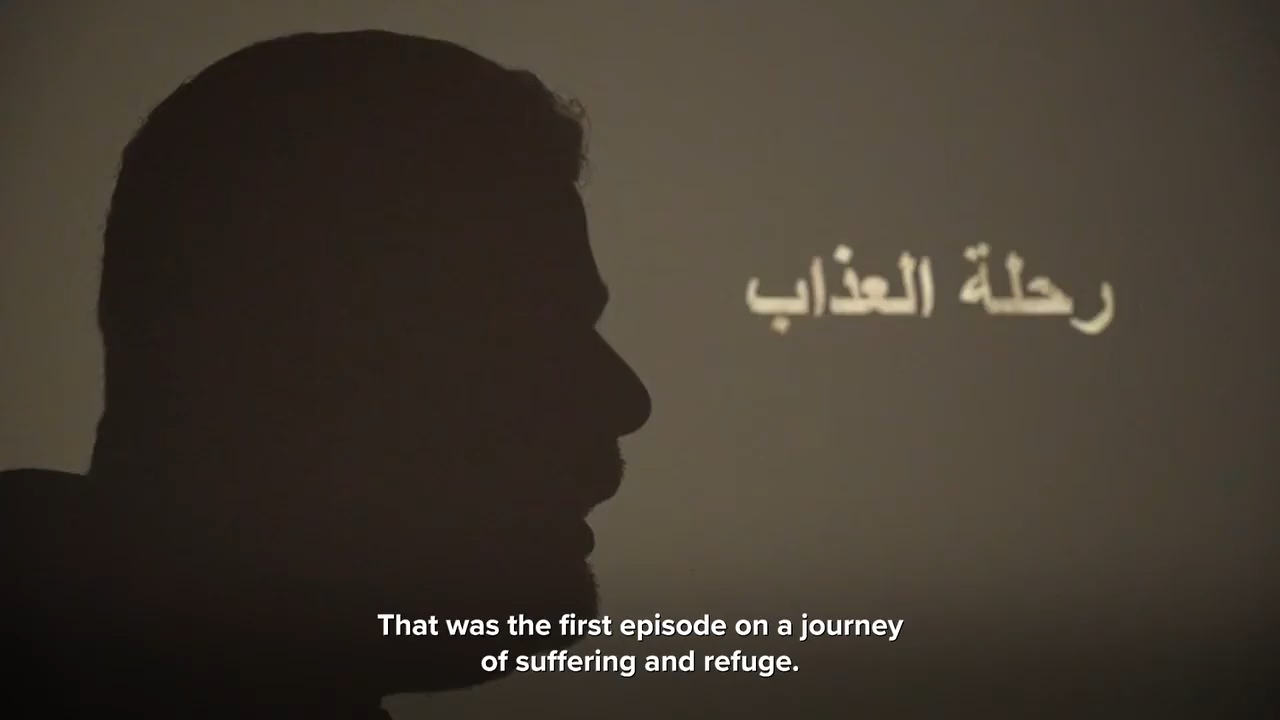 رحلة العذاب
That was the first episode on a journey
of suffering and refuge.